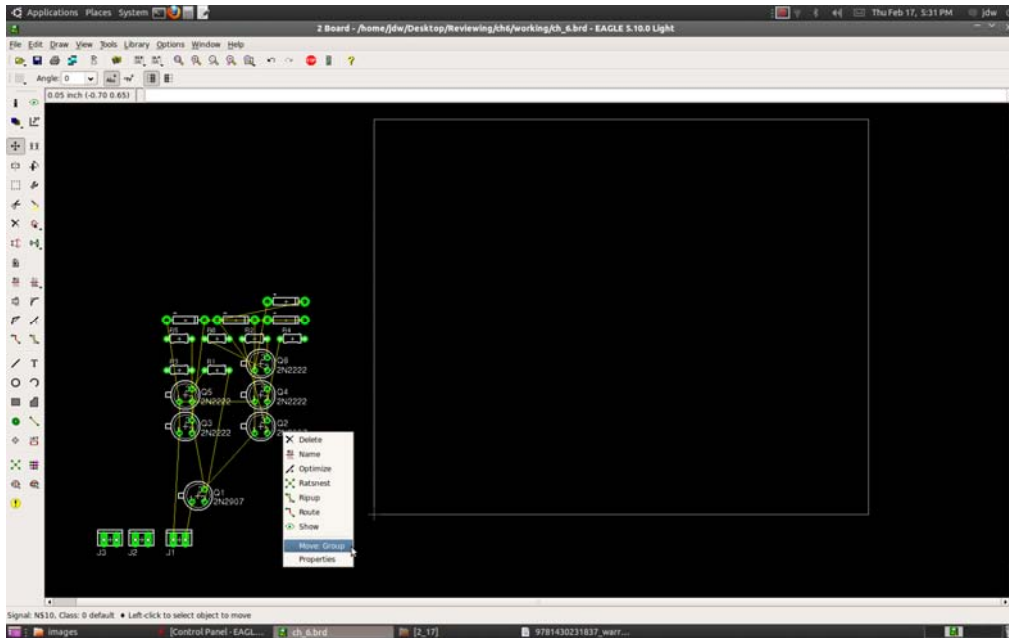 Applications Places System
Thu Feb 17, 5:31 PM jdw
2 Board - /home/jdw/Desktop/Reviewing/ch6/working/ch_6.brd - EAGLE 5.10.0 Light
File Edit Draw View Tools Library Options Window Help
Angle: 0
0.05 inch (-0.70 0.65)
R5 R6 R2 R4
R3 R1
Q6
2N2222
Q5
2N2222
Q4
2N2222
Q3
2N2222
Q2
Q1
2N2907
J3 J2 J1
Delete
Name
Optimize
Ratsnest
Ripup
Route
Show
Move: Group
Properties
Signal: N$10, Class: 0 default • Left-click to select object to move
images
[Control Panel - EAGL...
ch_6.brd
[2_17]
9781430231837_warr...